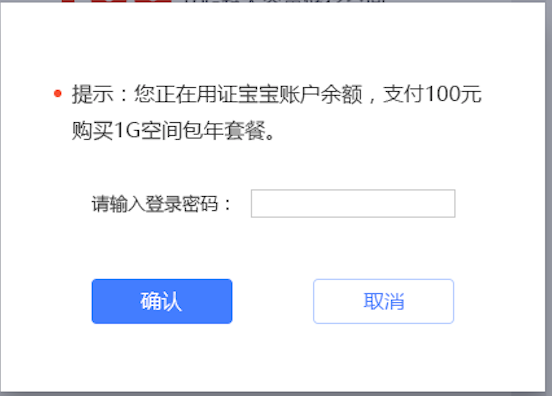 提示：您正在用证宝宝账户余额，支付100元
购买1G空间包年套餐。
请输入登录密码：
确认
取消